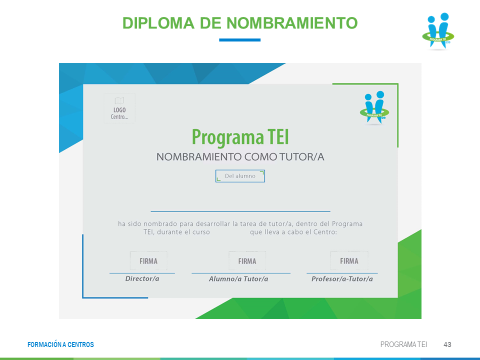 DIPLOMA DE NOMBRAMIENTO
LOGO
Centro...
Programa TEI
NOMBRAMIENTO COMO TUTOR/A
Del alumno
ha sido nombrado para desarrollar la tarea de tutor/a, dentro del Programa
TEI, durante el curso que lleva a cabo el Centro:
FIRMA FIRMA FIRMA
Director/a Alumno/a Tutor/a Profesor/a-Tutor/a
FORMACIÓN A CENTROS PROGRAMA TEI 43